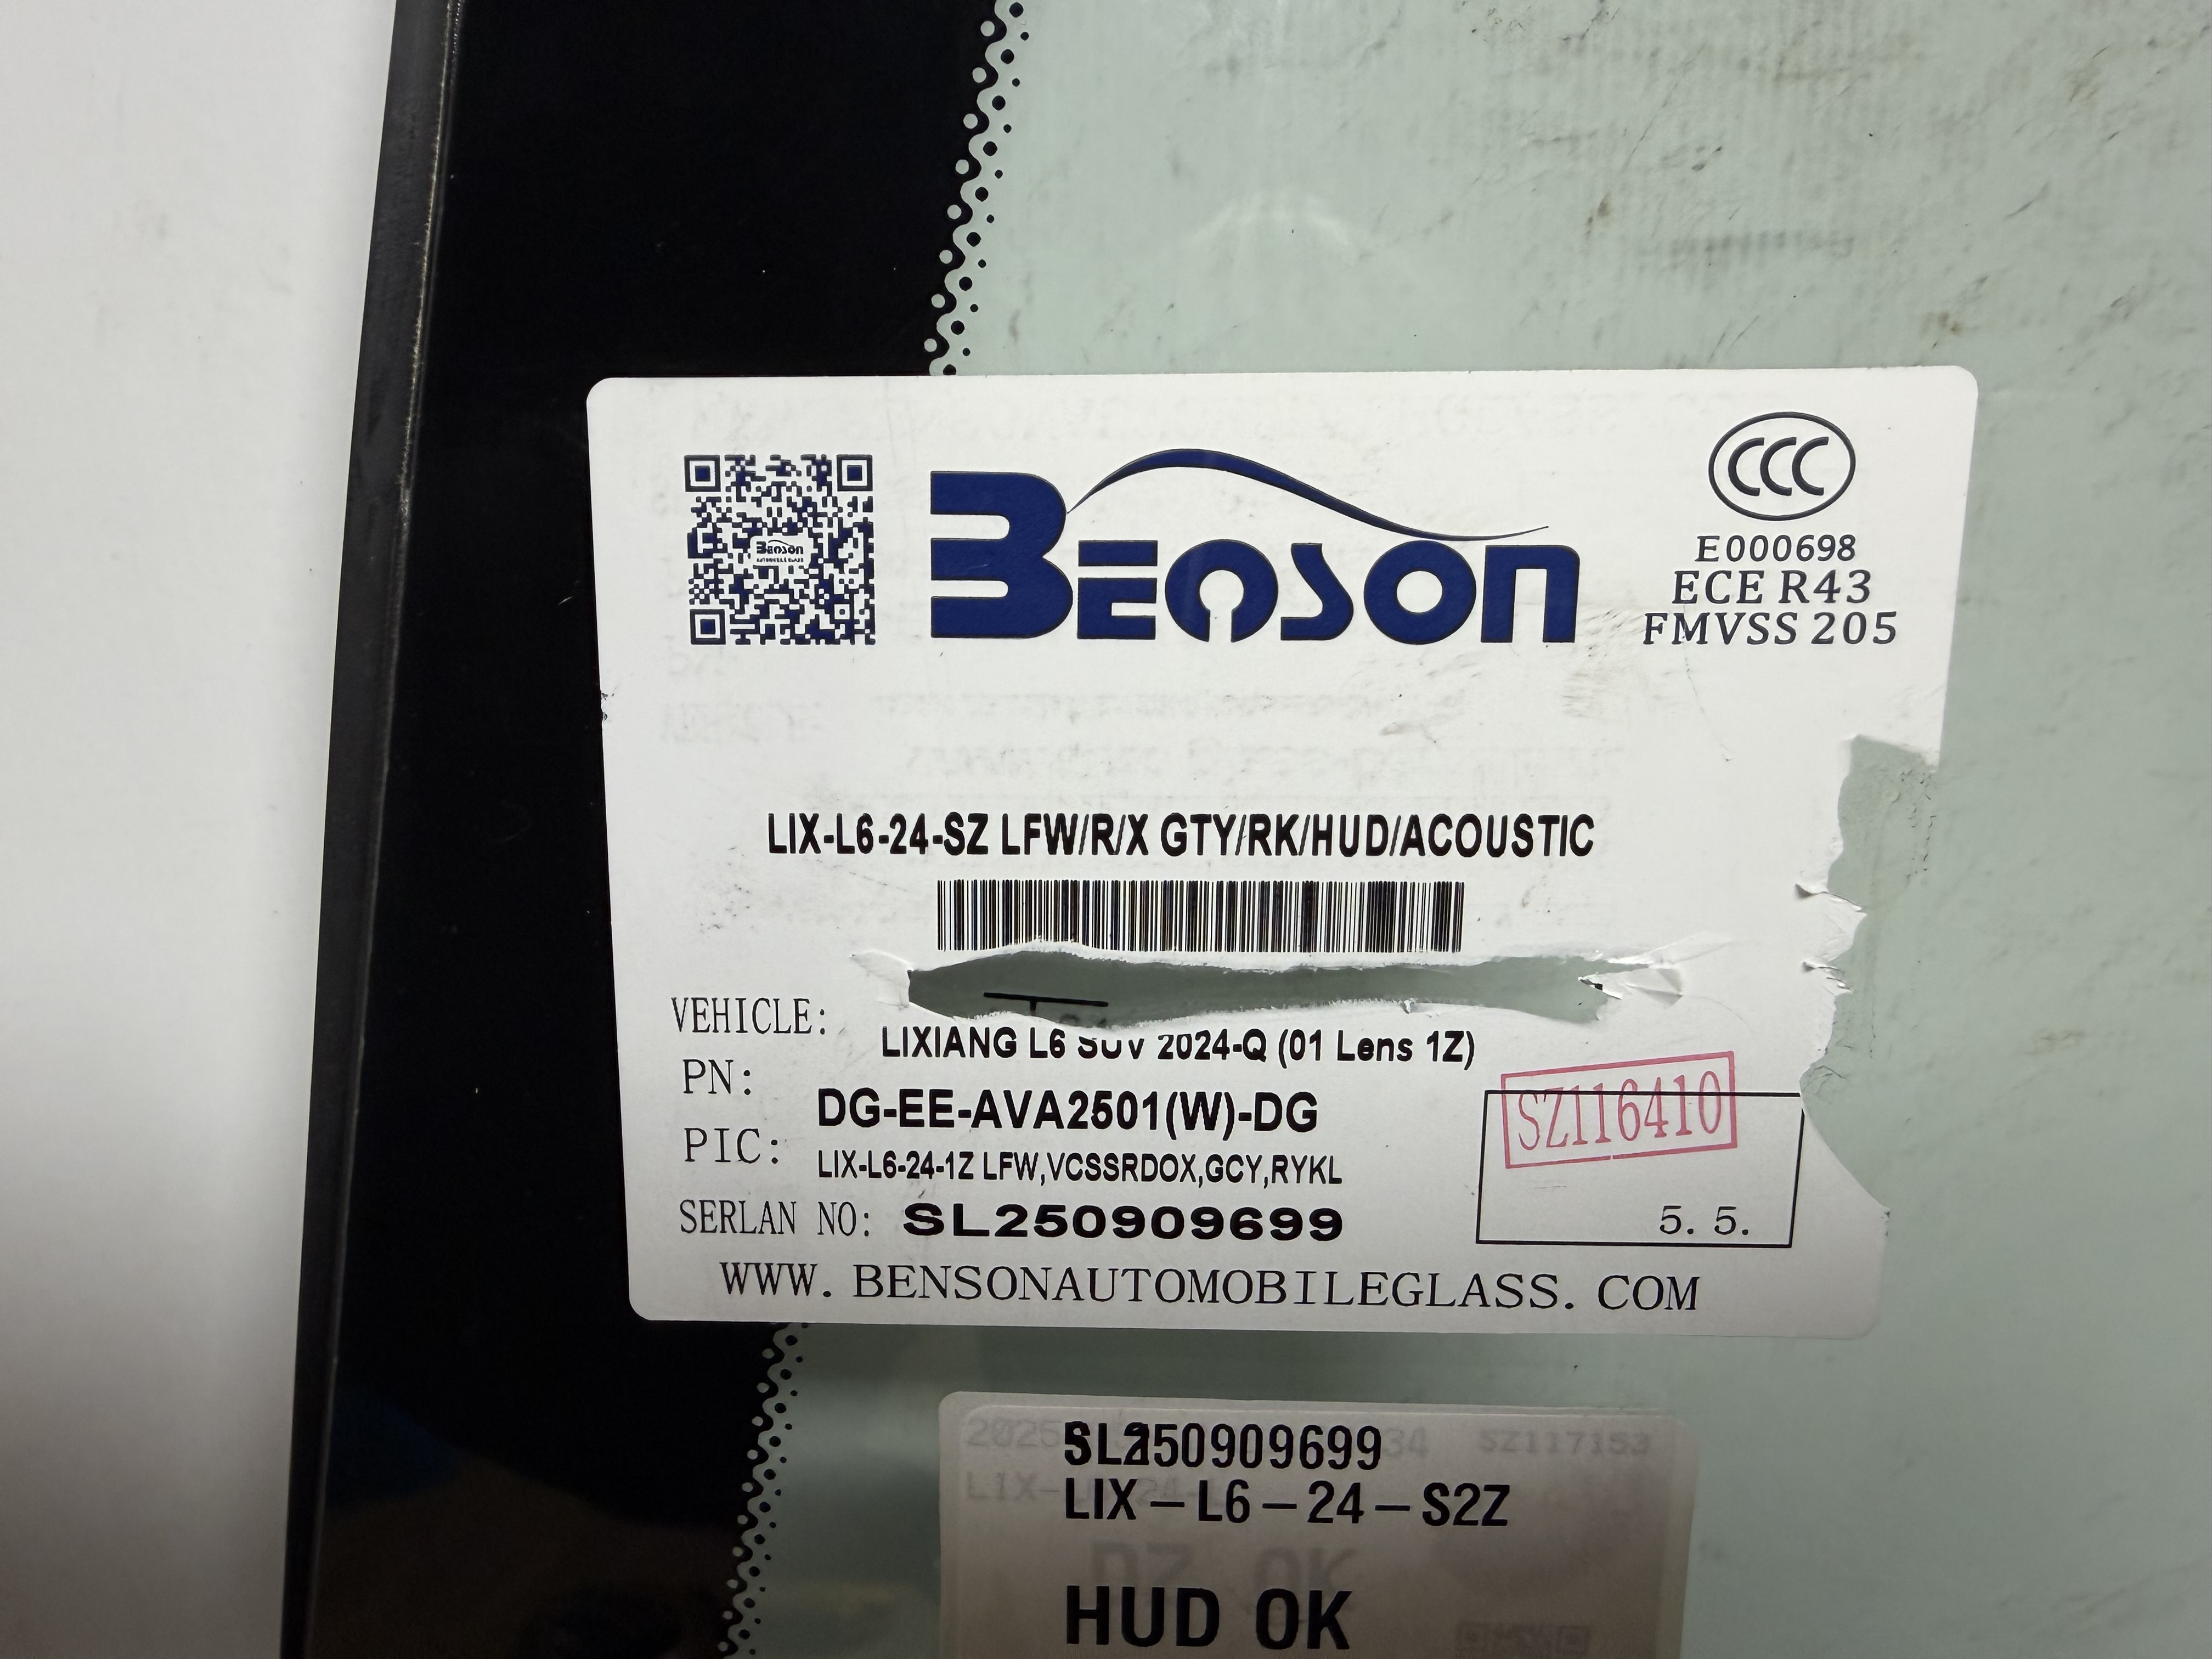 BENSON
CCC
E000698
ECE R43
FMVSS 205
LIX-L6-24-SZ LFW/R/X GTY/RK/HUD/ACOUSTIC
VEHICLE: LIXIANG L6 SUV 2024-Q (01 Lens 1Z)
PN: DG-EE-AVA2501(W)-DG
PIC: LIX-L6-24-1Z LFW,VCSSRDOX,GCY,RYKL
SZ116410
5.5.
SERLAN NO: SL250909699
WWW.BENSONAUTOMOBILEGLASS.COM
SZ117153
SL250909699
LIX-L6-24-S2Z
HUD OK